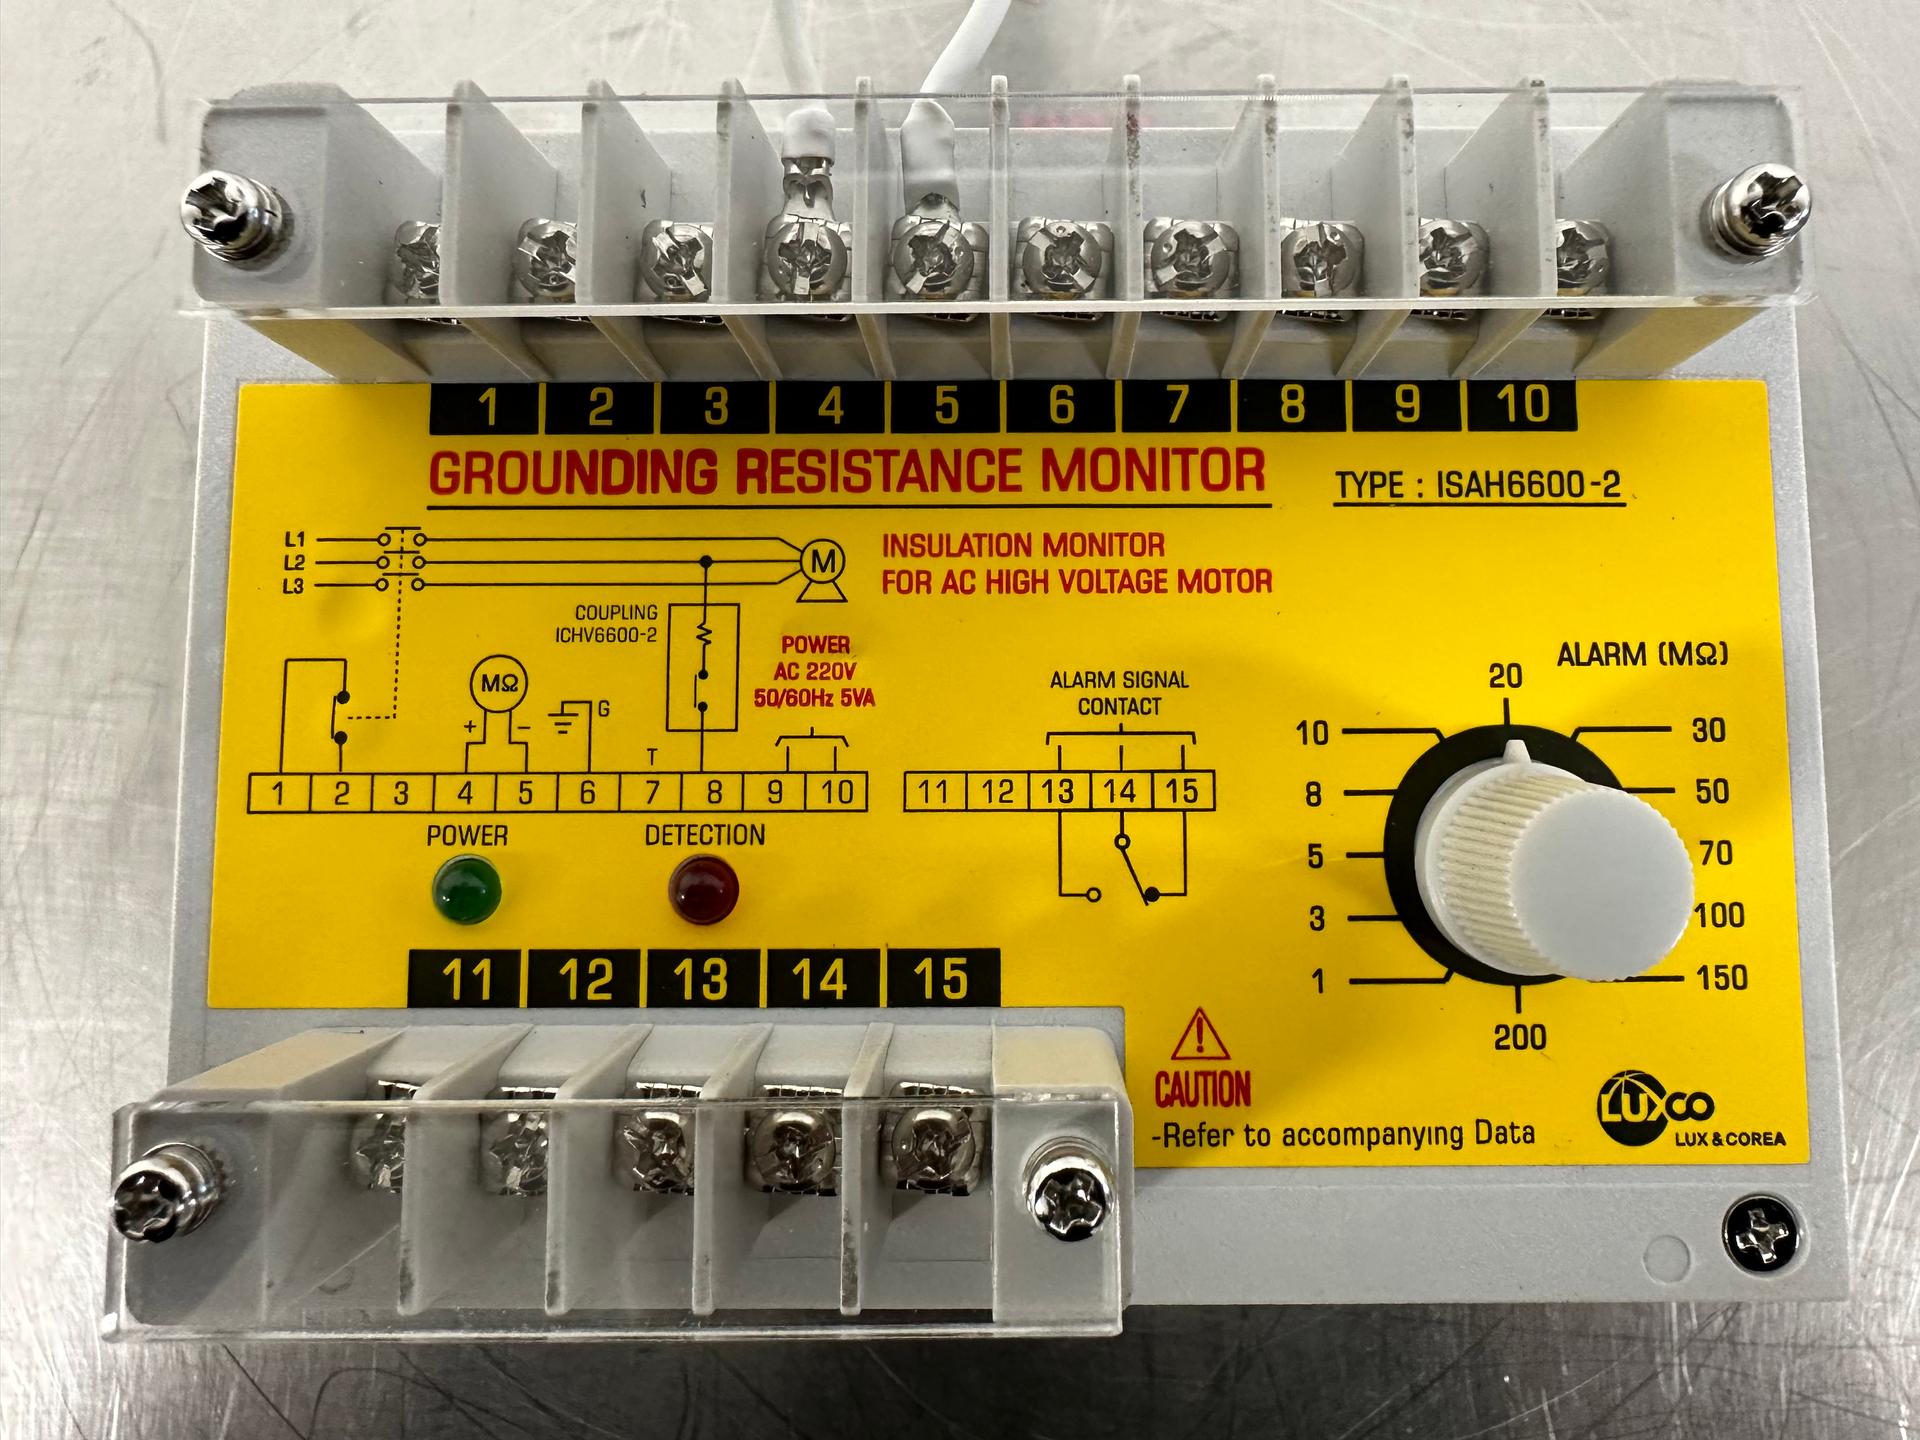 1 2 3 4 5 6 7 8 9 10
GROUNDING RESISTANCE MONITOR
TYPE : ISAH6600-2
L1
L2
L3
M
INSULATION MONITOR
FOR AC HIGH VOLTAGE MOTOR
COUPLING
ICHV6600-2
POWER
AC 220V
50/60Hz 5VA
MΩ
+ -
G
T
1 2 3 4 5 6 7 8 9 10
ALARM SIGNAL
CONTACT
11 12 13 14 15
ALARM (MΩ)
20
10 30
8 50
5 70
3 100
1 150
200
POWER DETECTION
11 12 13 14 15
CAUTION
-Refer to accompanying Data
LUXCO
LUX & COREA